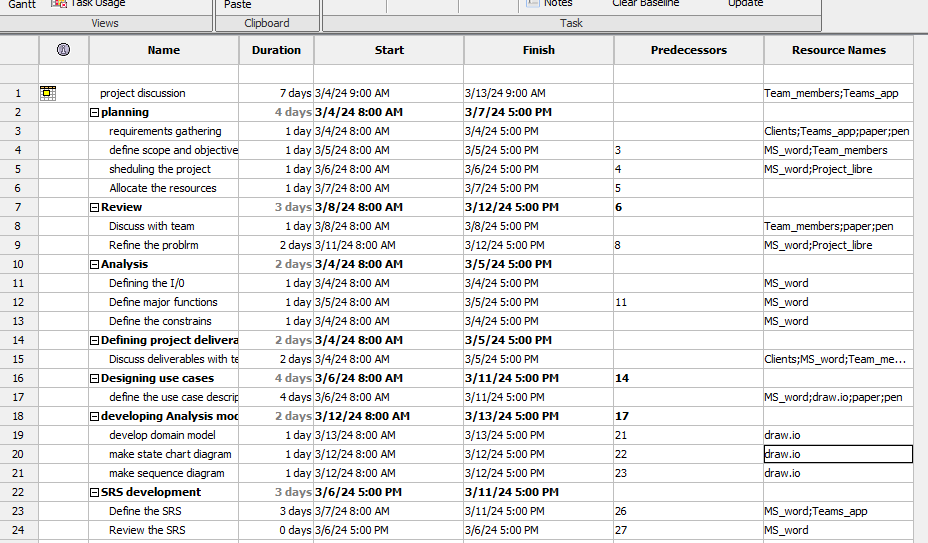 Gantt Task Usage Paste Notes Clear Baseline Update
Views Clipboard Task
Name Duration Start Finish Predecessors Resource Names
1 project discussion 7 days 3/4/24 9:00 AM 3/13/24 9:00 AM Team_members;Teams_app
2 planning 4 days 3/4/24 8:00 AM 3/7/24 5:00 PM
3 requirements gathering 1 day 3/4/24 8:00 AM 3/4/24 5:00 PM Clients;Teams_app;paper;pen
4 define scope and objective 1 day 3/5/24 8:00 AM 3/5/24 5:00 PM 3 MS_word;Team_members
5 sheduling the project 1 day 3/6/24 8:00 AM 3/6/24 5:00 PM 4 MS_word;Project_libre
6 Allocate the resources 1 day 3/7/24 8:00 AM 3/7/24 5:00 PM 5
7 Review 3 days 3/8/24 8:00 AM 3/12/24 5:00 PM 6
8 Discuss with team 1 day 3/8/24 8:00 AM 3/8/24 5:00 PM Team_members;paper;pen
9 Refine the problrm 2 days 3/11/24 8:00 AM 3/12/24 5:00 PM 8 MS_word;Project_libre
10 Analysis 2 days 3/4/24 8:00 AM 3/5/24 5:00 PM
11 Defining the I/0 1 day 3/4/24 8:00 AM 3/4/24 5:00 PM MS_word
12 Define major functions 1 day 3/5/24 8:00 AM 3/5/24 5:00 PM 11 MS_word
13 Define the constrains 1 day 3/4/24 8:00 AM 3/4/24 5:00 PM MS_word
14 Defining project delivera 2 days 3/4/24 8:00 AM 3/5/24 5:00 PM
15 Discuss deliverables with te 2 days 3/4/24 8:00 AM 3/5/24 5:00 PM Clients;MS_word;Team_me...
16 Designing use cases 4 days 3/6/24 8:00 AM 3/11/24 5:00 PM 14
17 define the use case descrip 4 days 3/6/24 8:00 AM 3/11/24 5:00 PM MS_word;draw.io;paper;pen
18 developing Analysis mod 2 days 3/12/24 8:00 AM 3/13/24 5:00 PM 17
19 develop domain model 1 day 3/13/24 8:00 AM 3/13/24 5:00 PM 21 draw.io
20 make state chart diagram 1 day 3/12/24 8:00 AM 3/12/24 5:00 PM 22 draw.io
21 make sequence diagram 1 day 3/12/24 8:00 AM 3/12/24 5:00 PM 23 draw.io
22 SRS development 3 days 3/6/24 5:00 PM 3/11/24 5:00 PM
23 Define the SRS 3 days 3/7/24 8:00 AM 3/11/24 5:00 PM 26 MS_word;Teams_app
24 Review the SRS 0 days 3/6/24 5:00 PM 3/6/24 5:00 PM 27 MS_word